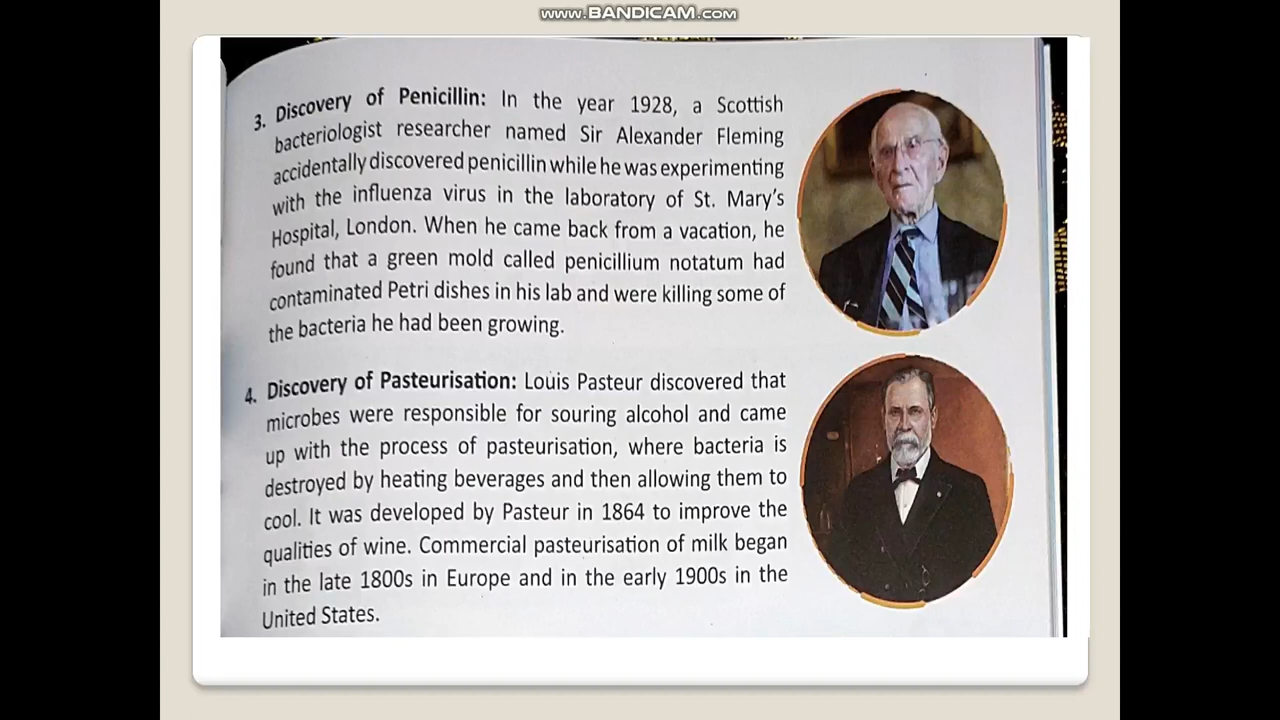 www.BANDICAM.com
3. Discovery of Penicillin: In the year 1928, a Scottish
bacteriologist researcher named Sir Alexander Fleming
accidentally discovered penicillin while he was experimenting
with the influenza virus in the laboratory of St. Mary's
Hospital, London. When he came back from a vacation, he
found that a green mold called penicillium notatum had
contaminated Petri dishes in his lab and were killing some of
the bacteria he had been growing.
4. Discovery of Pasteurisation: Louis Pasteur discovered that
microbes were responsible for souring alcohol and came
up with the process of pasteurisation, where bacteria is
destroyed by heating beverages and then allowing them to
cool. It was developed by Pasteur in 1864 to improve the
qualities of wine. Commercial pasteurisation of milk began
in the late 1800s in Europe and in the early 1900s in the
United States.